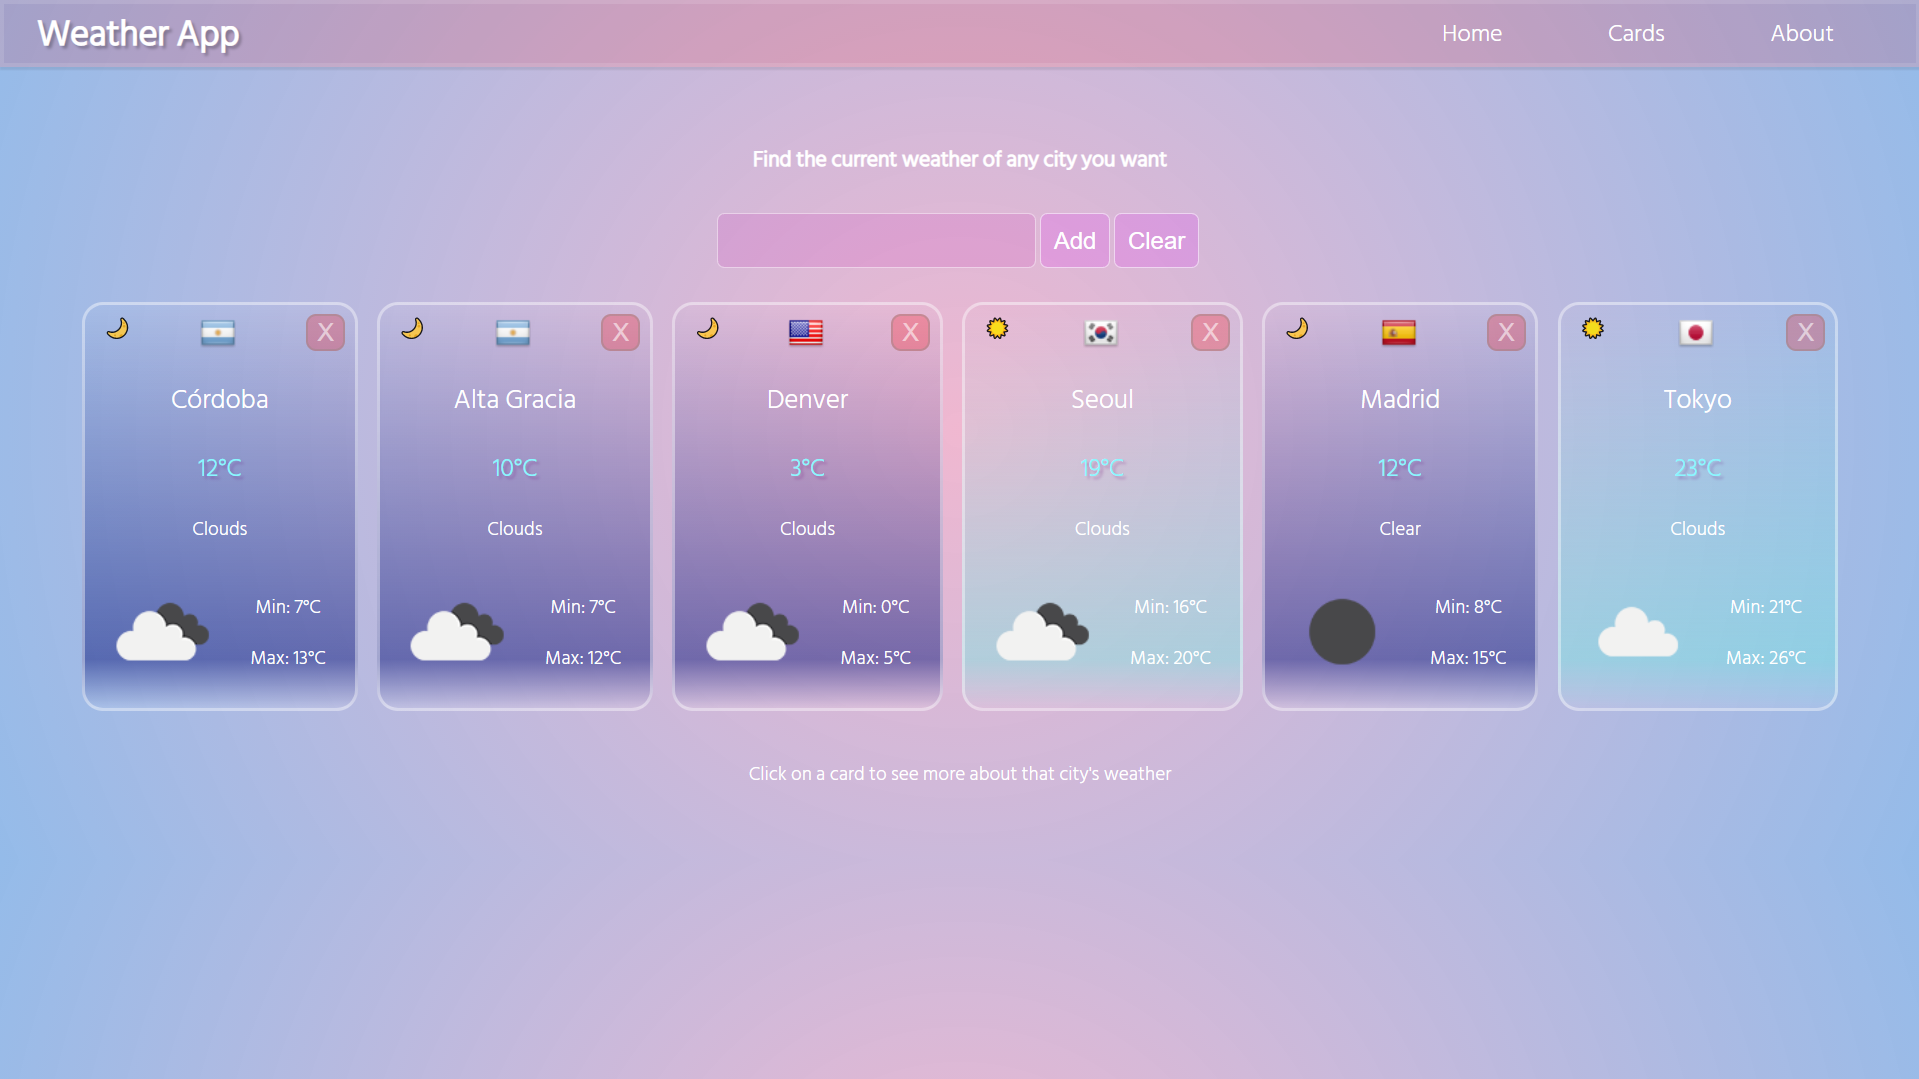 Weather App
Home
Cards
About
Find the current weather of any city you want
Add
Clear
X
Córdoba
12°C
Clouds
Min: 7°C
Max: 13°C
X
Alta Gracia
10°C
Clouds
Min: 7°C
Max: 12°C
X
Denver
3°C
Clouds
Min: 0°C
Max: 5°C
X
Seoul
19°C
Clouds
Min: 16°C
Max: 20°C
X
Madrid
12°C
Clear
Min: 8°C
Max: 15°C
X
Tokyo
23°C
Clouds
Min: 21°C
Max: 26°C
Click on a card to see more about that city's weather